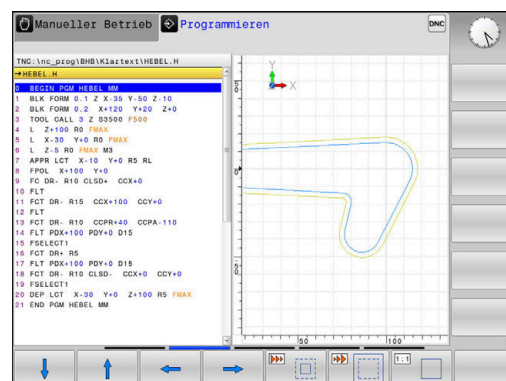 Manueller Betrieb
Programmieren
DNC
TNC:\nc_prog\BHB\Klartext\HEBEL.H
→HEBEL.H
0 BEGIN PGM HEBEL MM
1 BLK FORM 0.1 Z X-35 Y-50 Z-10
2 BLK FORM 0.2 X+120 Y+20 Z+0
3 TOOL CALL 3 Z S3500 F500
4 L Z+100 R0 FMAX
5 L X-30 Y+0 R0 FMAX
6 L Z-5 R0 FMAX M3
7 APPR LCT X-10 Y+0 R5 RL
8 FPOL X+100 Y+0
9 FC DR- R10 CLSD+ CCX+0
10 FLT
11 FCT DR- R15 CCX+100 CCY+0
12 FLT
13 FCT DR- R10 CCPR+40 CCPA-110
14 FLT PDX+100 PDY+0 D15
15 FSELECT1
16 FCT DR+ R5
17 FLT PDX+100 PDY+0 D15
18 FCT DR- R10 CLSD- CCX+0 CCY+0
19 FSELECT1
20 DEP LCT X-30 Y+0 Z+100 R5 FMAX
21 END PGM HEBEL MM
Y
X
50
0
-50
50
100
1:1